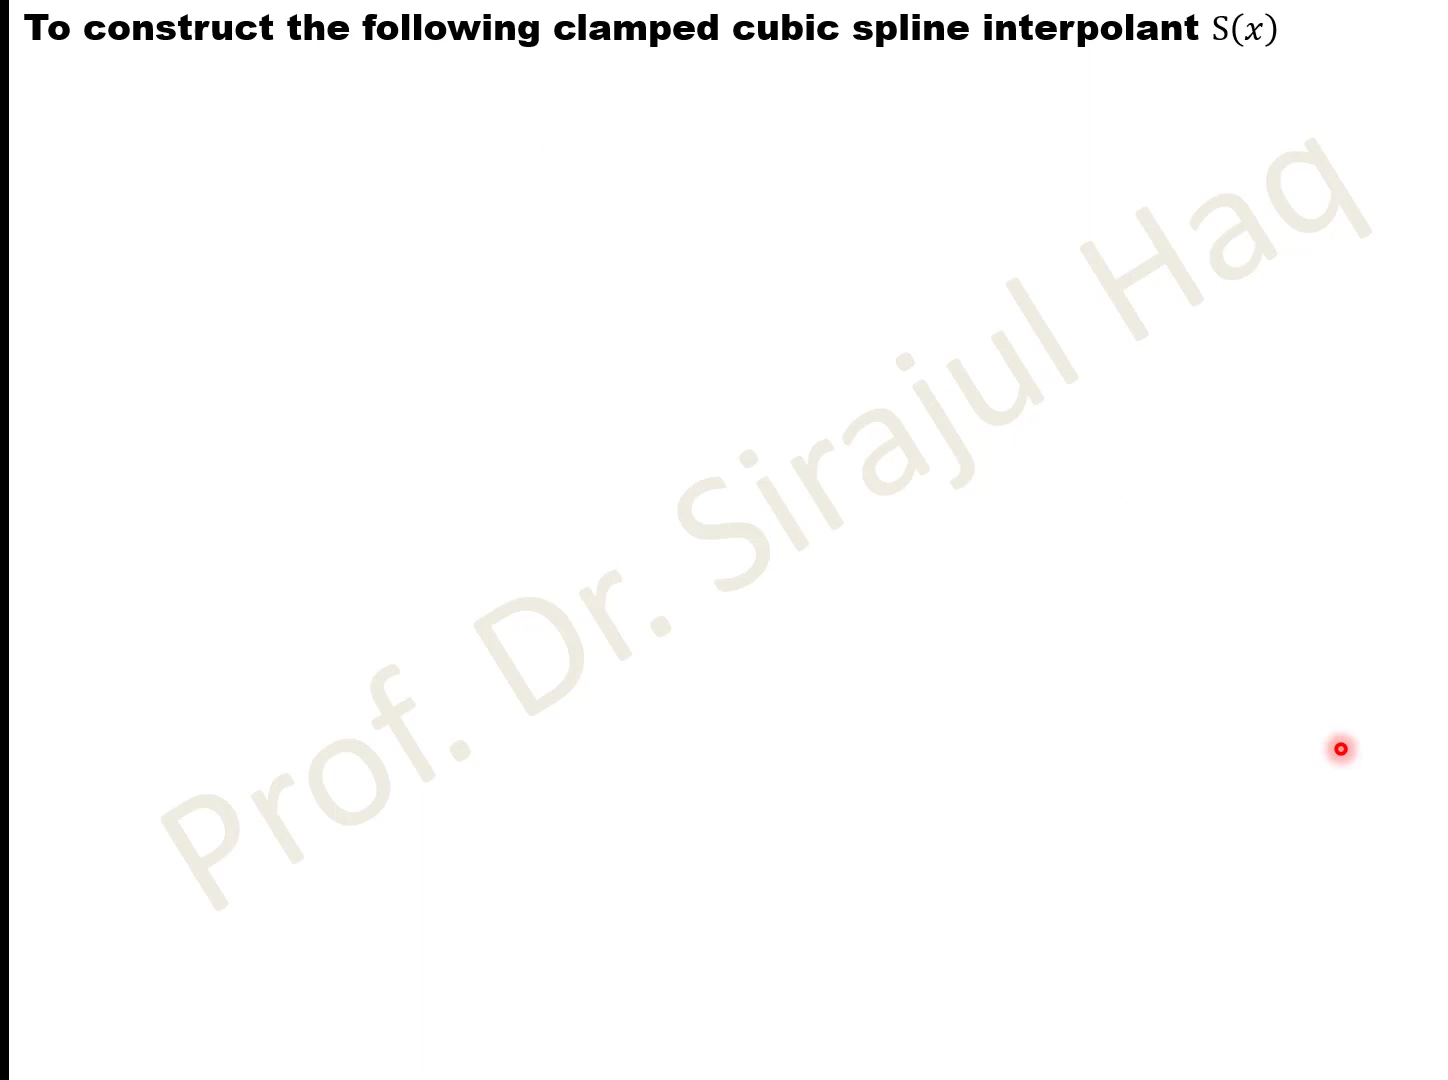 To construct the following clamped cubic spline interpolant S(x)
Prof. Dr. Sirajul Haq